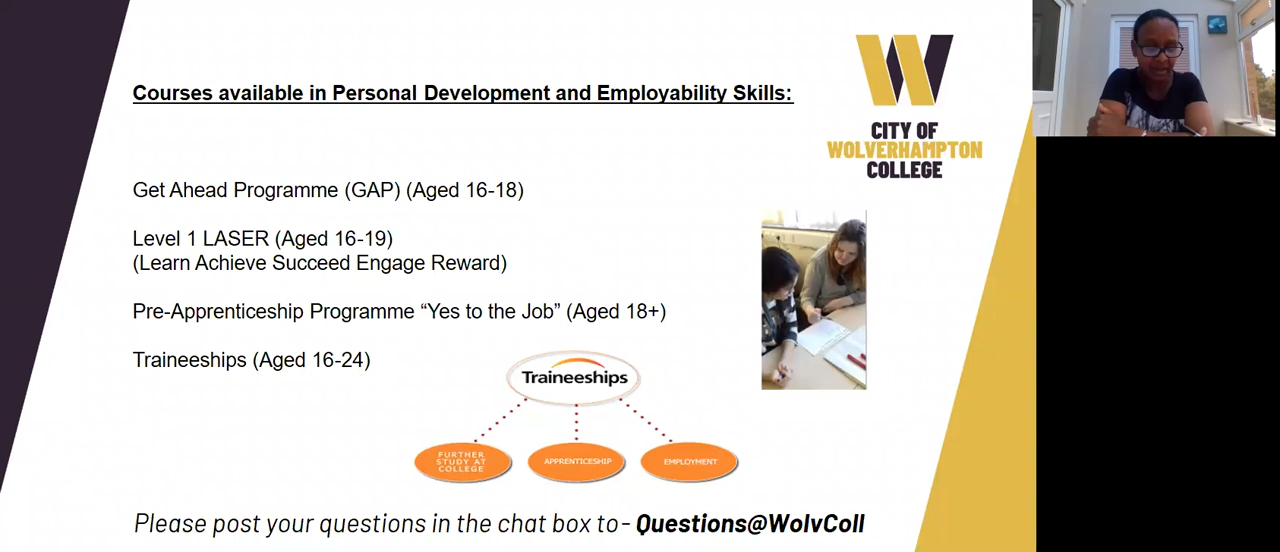 Courses available in Personal Development and Employability Skills:
CITY OF
WOLVERHAMPTON
COLLEGE
Get Ahead Programme (GAP) (Aged 16-18)
Level 1 LASER (Aged 16-19)
(Learn Achieve Succeed Engage Reward)
Pre-Apprenticeship Programme “Yes to the Job” (Aged 18+)
Traineeships (Aged 16-24)
Traineeships
FURTHER
STUDY AT
COLLEGE
APPRENTICESHIP
EMPLOYMENT
Please post your questions in the chat box to- Questions@WolvColl